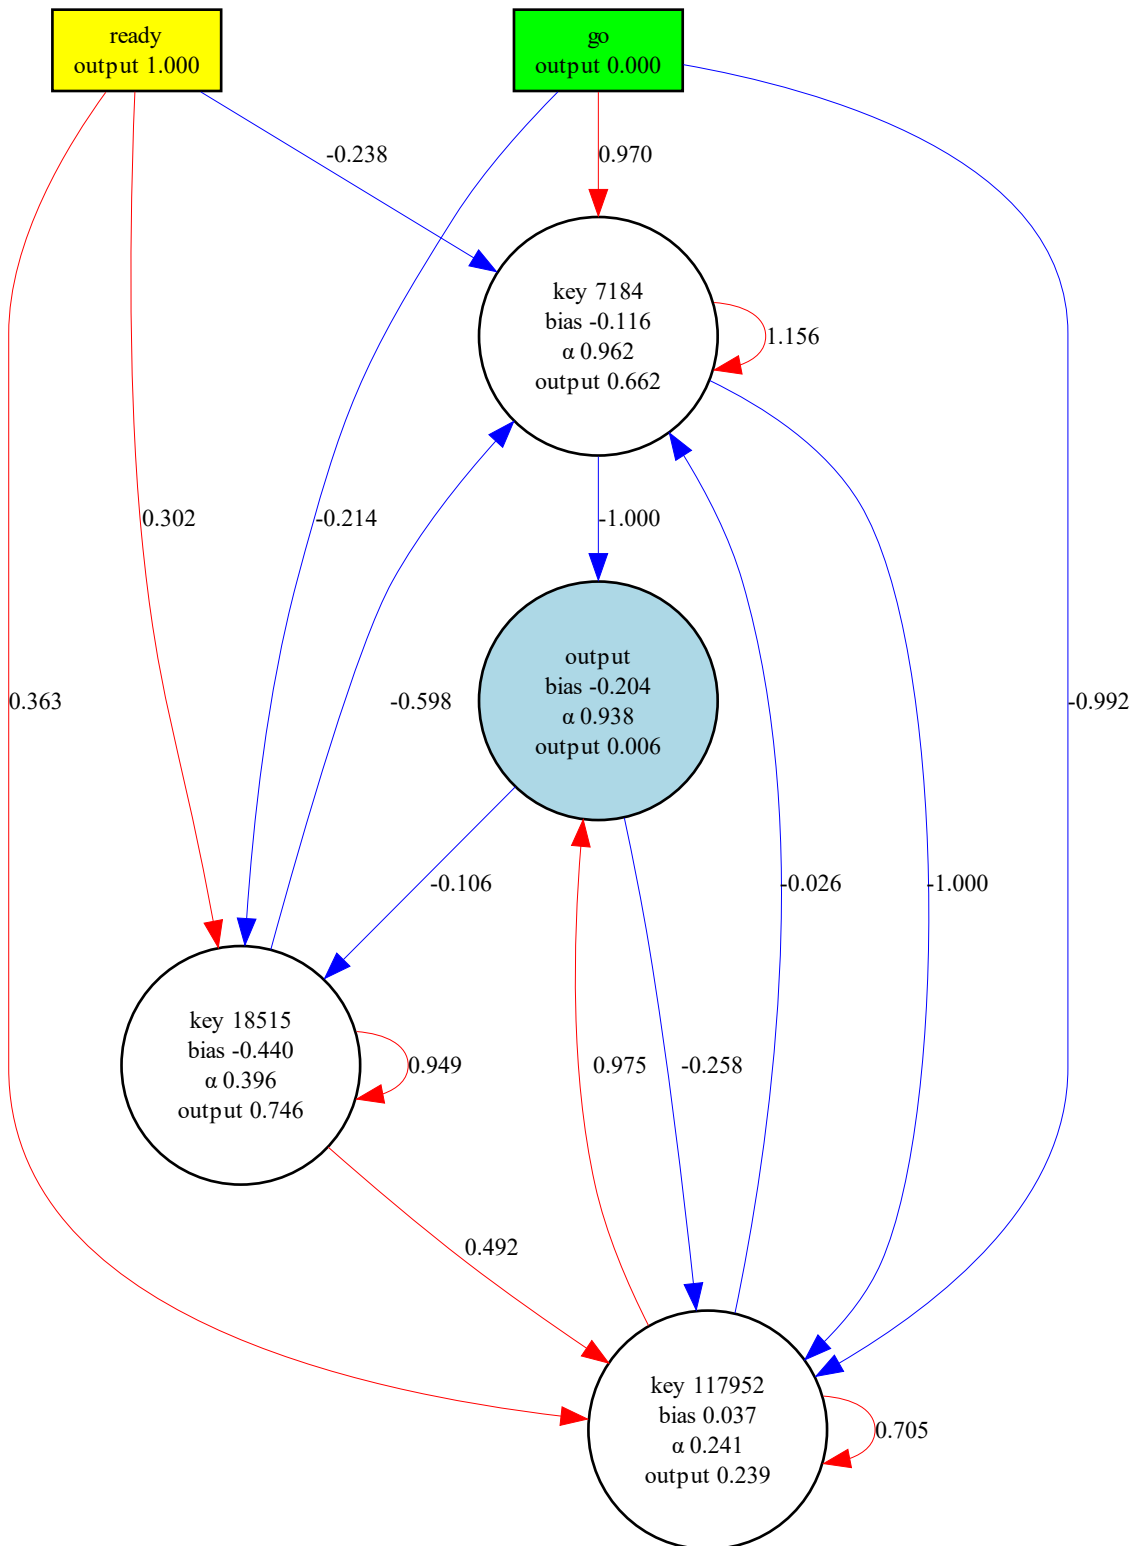 ready
output 1.000
go
output 0.000
-0.238
0.970
key 7184
bias -0.116
α 0.962
output 0.662
1.156
0.302
-0.214
-1.000
output
bias -0.204
α 0.938
output 0.006
0.363
-0.598
-0.992
-0.106
-0.026
-1.000
key 18515
bias -0.440
α 0.396
output 0.746
0.949
0.975
-0.258
0.492
key 117952
bias 0.037
α 0.241
output 0.239
0.705